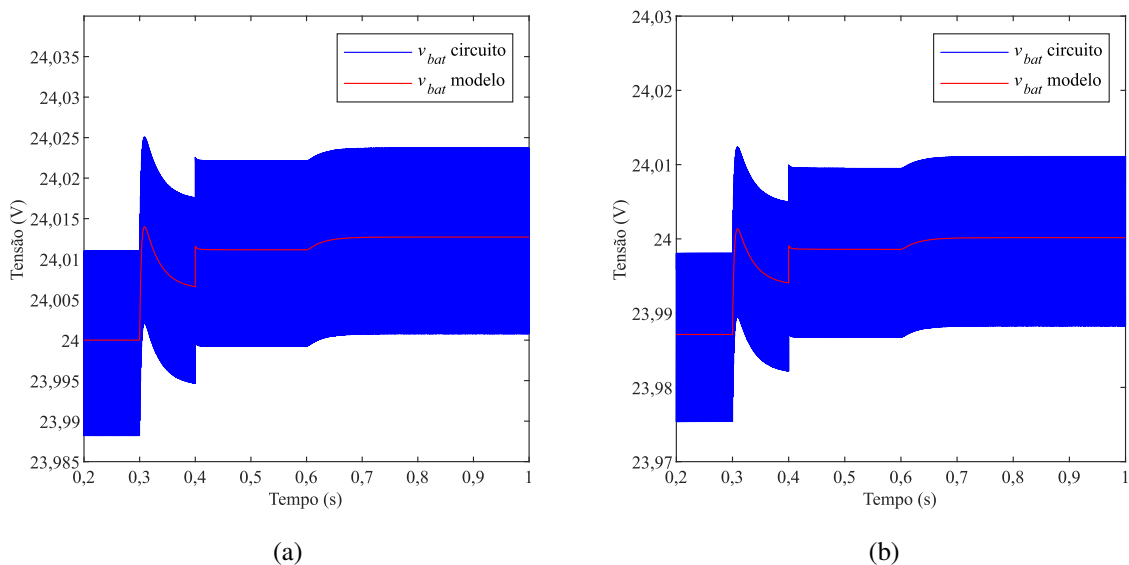 24,035
24,03
24,025
24,02
24,015
24,01
24,005
24
23,995
23,99
23,985
Tensão (V)
v_bat circuito
v_bat modelo
0,2 0,3 0,4 0,5 0,6 0,7 0,8 0,9 1
Tempo (s)
(a)
24,03
24,02
24,01
24
23,99
23,98
23,97
Tensão (V)
v_bat circuito
v_bat modelo
0,2 0,3 0,4 0,5 0,6 0,7 0,8 0,9 1
Tempo (s)
(b)